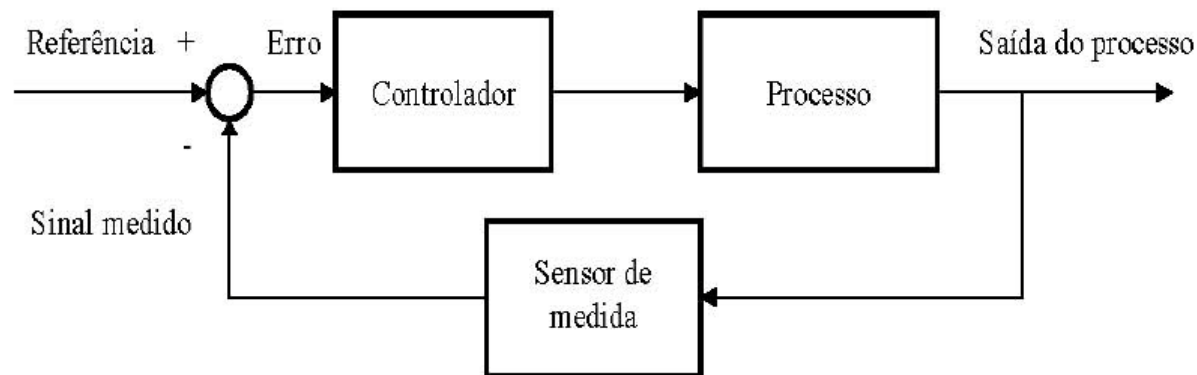 Referência +
Erro
Controlador
Processo
Saída do processo
-
Sinal medido
Sensor de
medida